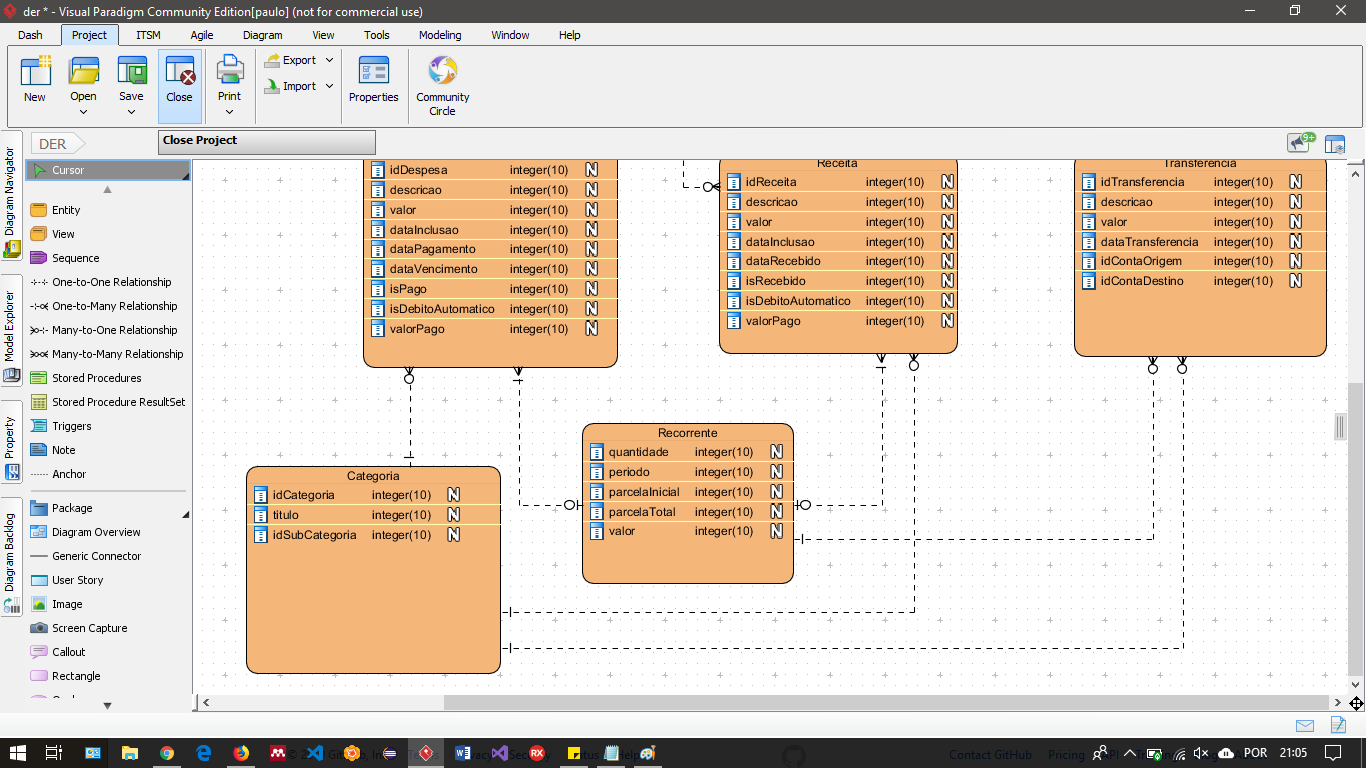 der * - Visual Paradigm Community Edition[paulo] (not for commercial use)
Dash Project ITSM Agile Diagram View Tools Modeling Window Help
New Open Save Close Print Export Import Properties Community Circle
DER
Close Project
9+
Diagram Navigator
Model Explorer
Property
Diagram Backlog
Cursor
Entity
View
Sequence
One-to-One Relationship
One-to-Many Relationship
Many-to-One Relationship
Many-to-Many Relationship
Stored Procedures
Stored Procedure ResultSet
Triggers
Note
Anchor
Package
Diagram Overview
Generic Connector
User Story
Image
Screen Capture
Callout
Rectangle
idDespesa integer(10) N
descricao integer(10) N
valor integer(10) N
dataInclusao integer(10) N
dataPagamento integer(10) N
dataVencimento integer(10) N
isPago integer(10) N
isDebitoAutomatico integer(10) N
valorPago integer(10) N
Receita
idReceita integer(10) N
descricao integer(10) N
valor integer(10) N
dataInclusao integer(10) N
dataRecebido integer(10) N
isRecebido integer(10) N
isDebitoAutomatico integer(10) N
valorPago integer(10) N
Transferencia
idTransferencia integer(10) N
descricao integer(10) N
valor integer(10) N
dataTransferencia integer(10) N
idContaOrigem integer(10) N
idContaDestino integer(10) N
Recorrente
quantidade integer(10) N
periodo integer(10) N
parcelaInicial integer(10) N
parcelaTotal integer(10) N
valor integer(10) N
Categoria
idCategoria integer(10) N
titulo integer(10) N
idSubCategoria integer(10) N
Contact GitHub Pricing
POR 21:05